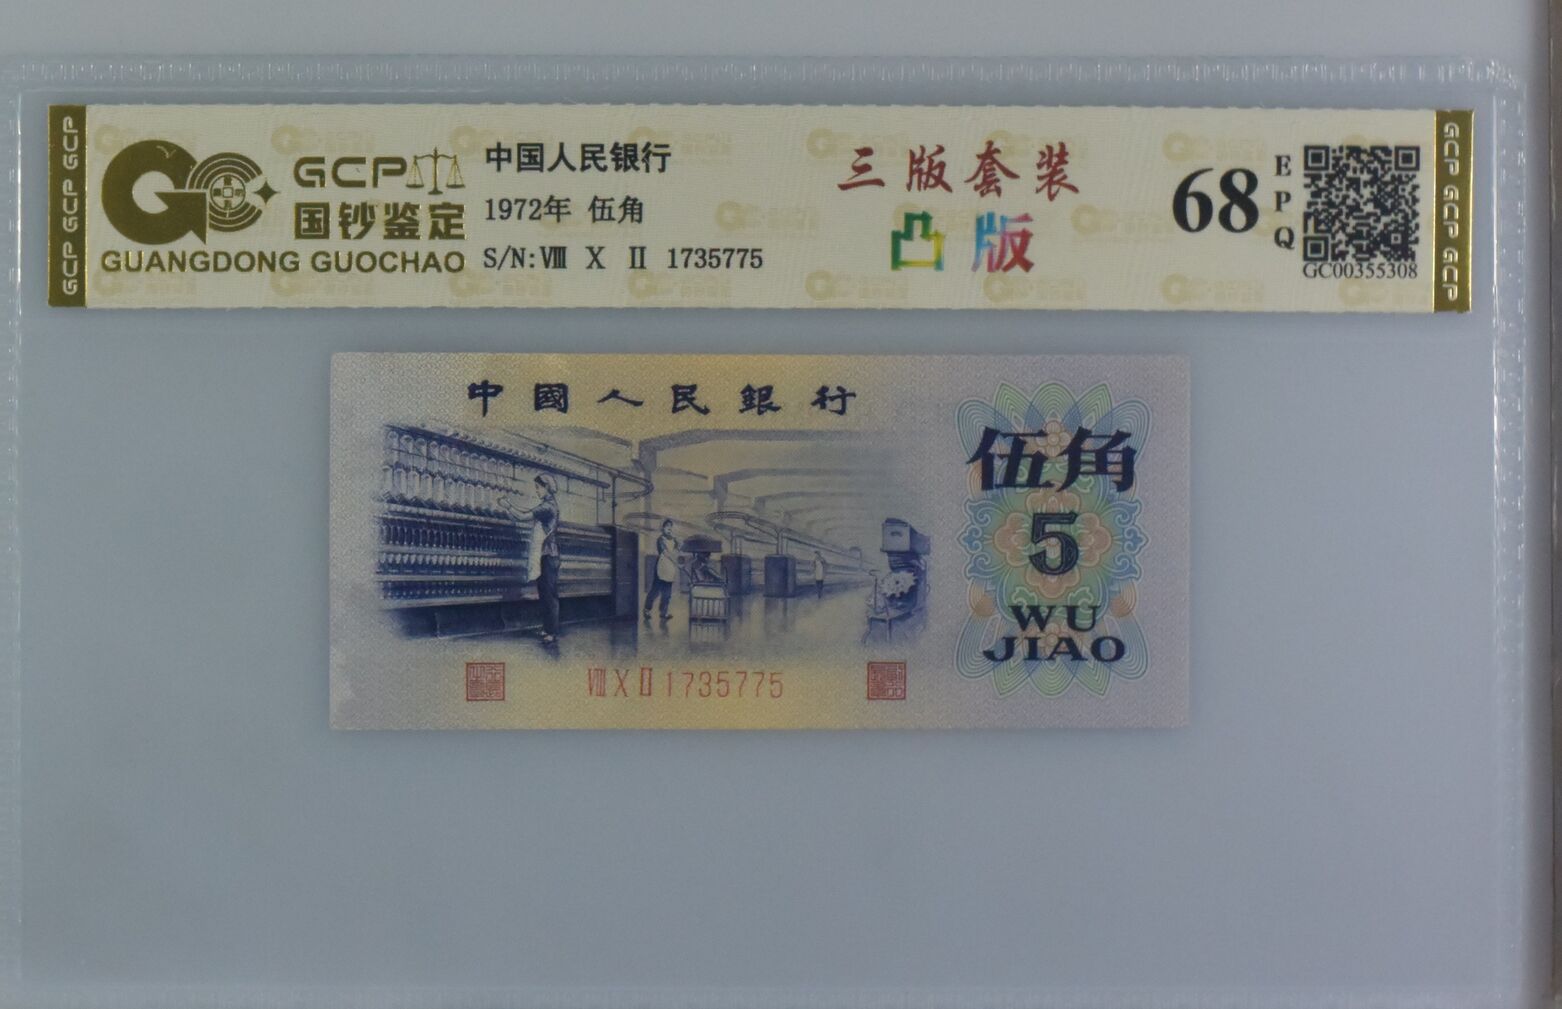 GCP GCP GCP
GCP
国钞鉴定
GUANGDONG GUOCHAO
中国人民银行
1972年 伍角
S/N:Ⅷ Ⅹ Ⅱ 1735775
三版套装
凸版
68
EPQ
GC00355308
GCP GCP GCP
中國人民銀行
伍角
5
WU
JIAO
Ⅷ Ⅹ Ⅱ 1735775